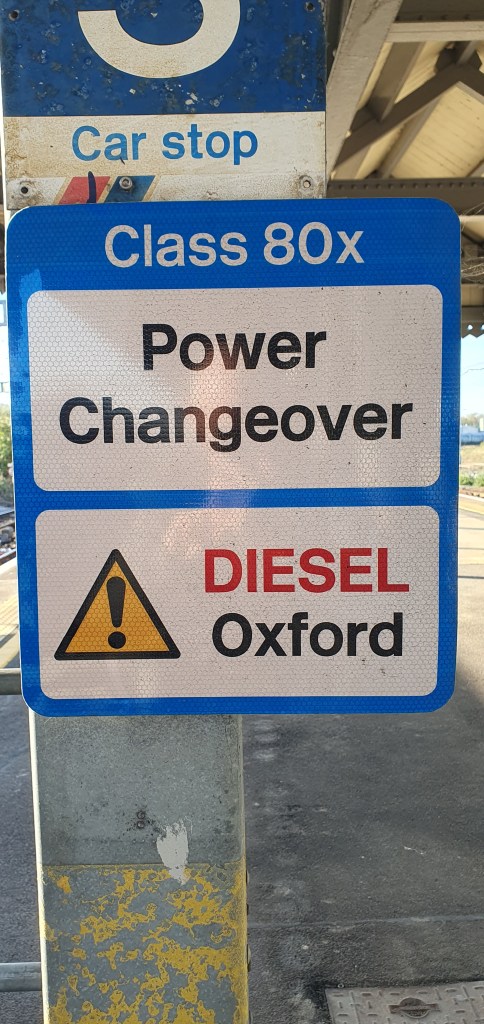 Car stop
Class 80x
Power
Changeover
DIESEL
Oxford